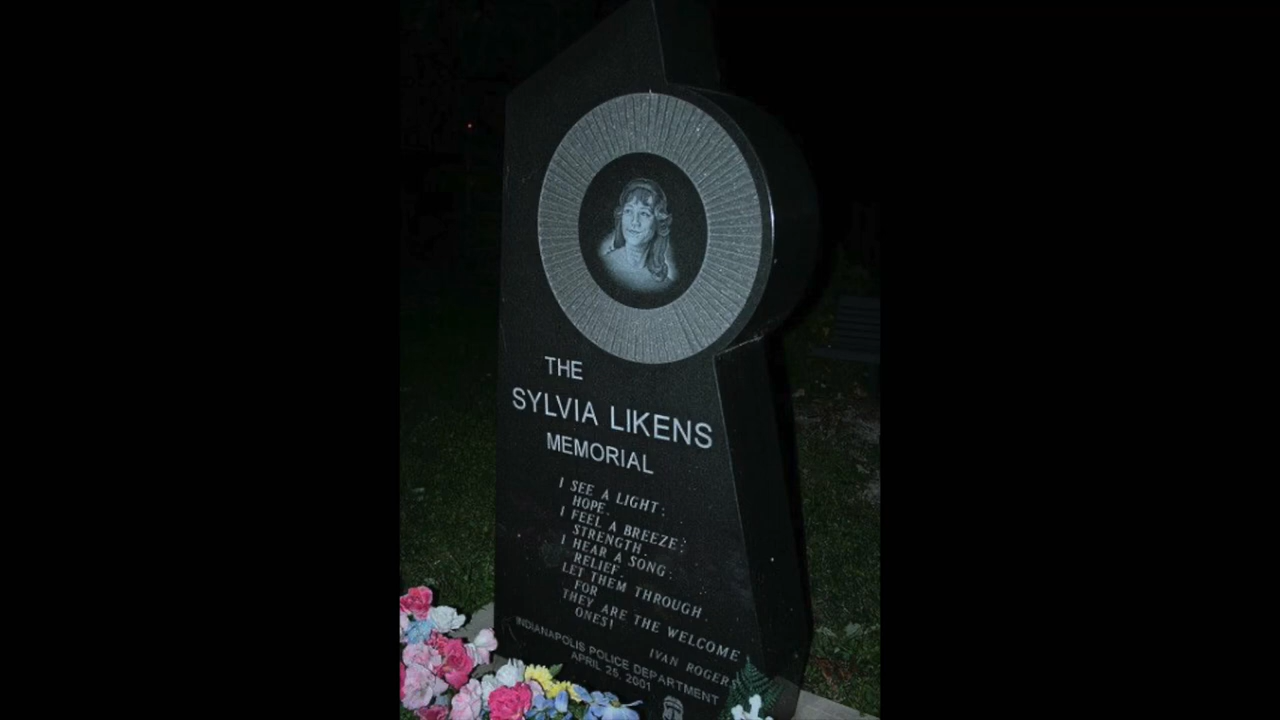 THE
SYLVIA LIKENS
MEMORIAL
I SEE A LIGHT;
HOPE.
I FEEL A BREEZE;
STRENGTH.
I HEAR A SONG;
RELIEF.
LET THEM THROUGH
FOR
THEY ARE THE WELCOME
ONES!
IVAN ROGERS
INDIANAPOLIS POLICE DEPARTMENT
APRIL 25, 2001